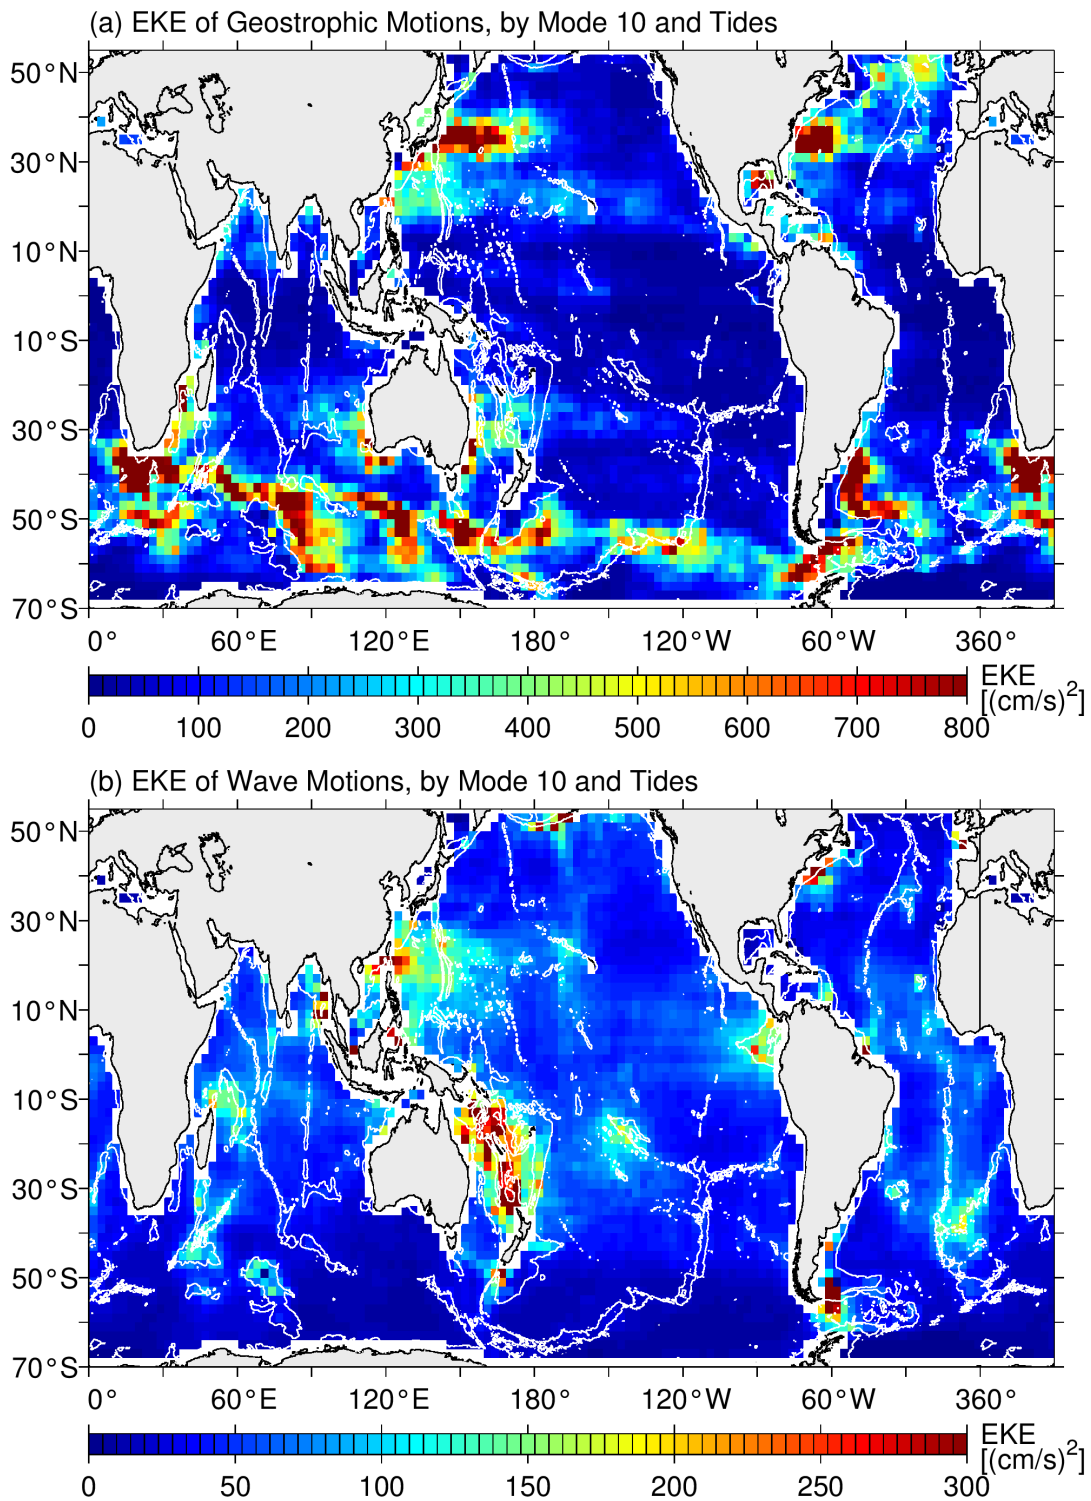 (a) EKE of Geostrophic Motions, by Mode 10 and Tides
50°N
30°N
10°N
10°S
30°S
50°S
70°S
0° 60°E 120°E 180° 120°W 60°W 360°
EKE
[(cm/s)²]
0 100 200 300 400 500 600 700 800
(b) EKE of Wave Motions, by Mode 10 and Tides
50°N
30°N
10°N
10°S
30°S
50°S
70°S
0° 60°E 120°E 180° 120°W 60°W 360°
EKE
[(cm/s)²]
0 50 100 150 200 250 300